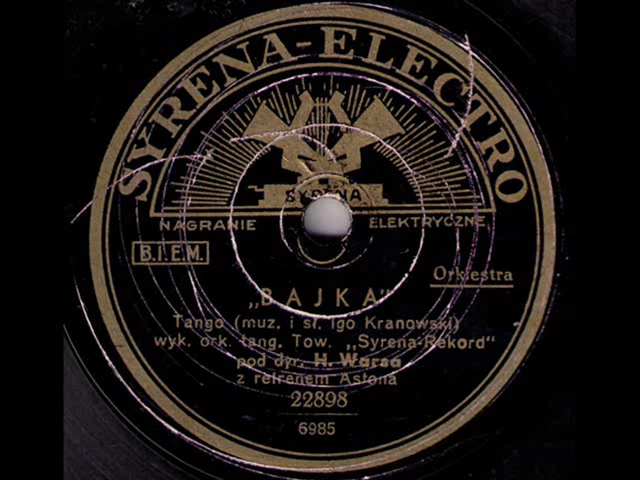 SYRENA-ELECTRO
SYRENA
NAGRANIE ELEKTRYCZNE
B.I.E.M.
Orkiestra
„BAJKA"
Tango (muz. i sł. Igo Kranowski)
wyk. ork. tang. Tow. „Syrena-Rekord"
pod dyr. H. Warsa
z refrenem Astona
22898
6985